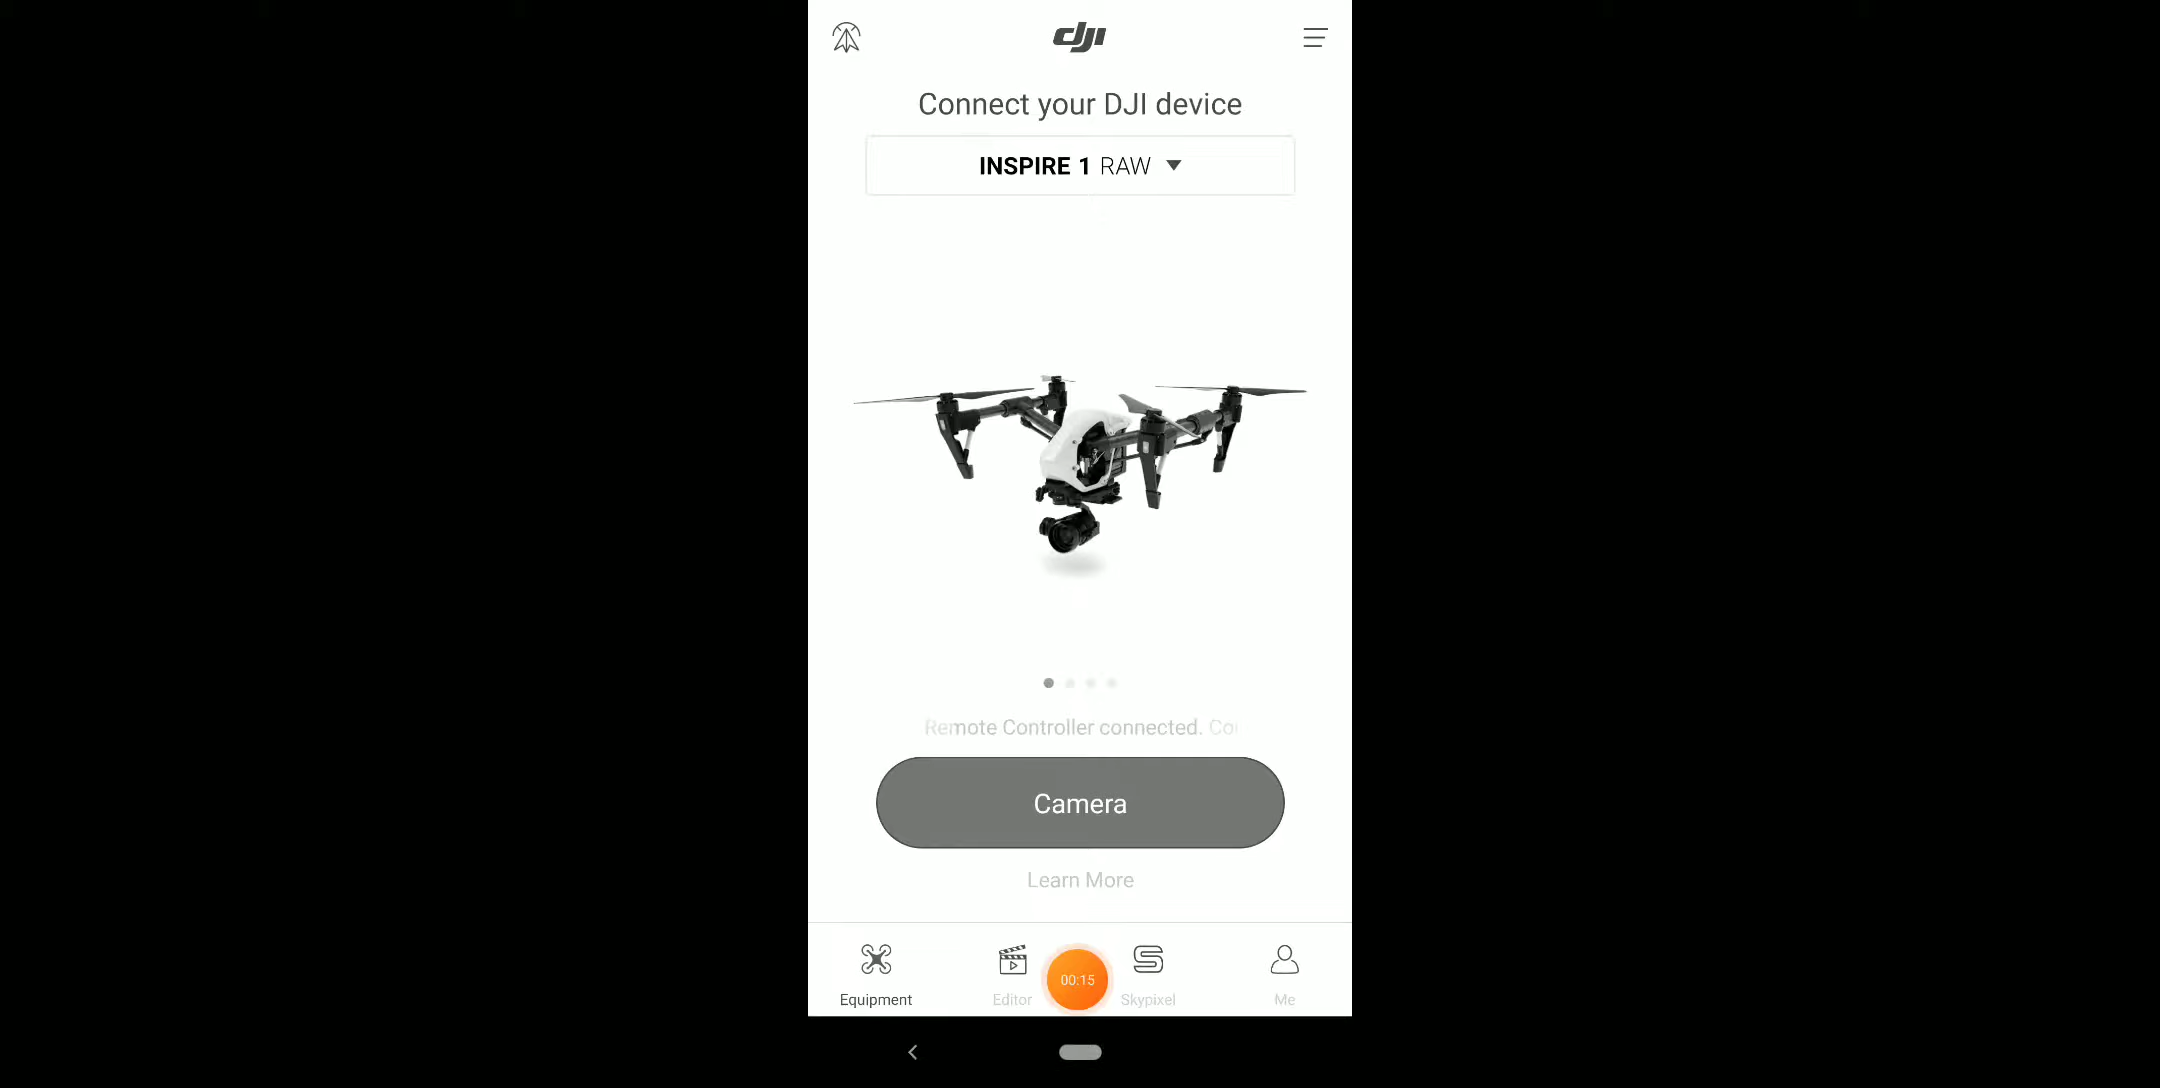 dji
Connect your DJI device
INSPIRE 1 RAW
Remote Controller connected.
Camera
Learn More
Equipment
Editor
00:15
Skypixel
Me